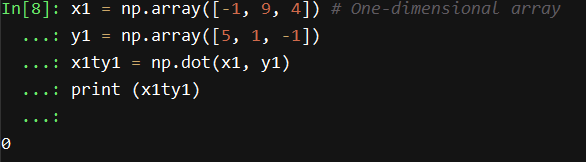 In[8]: x1 = np.array([-1, 9, 4]) # One-dimensional array
...: y1 = np.array([5, 1, -1])
...: x1ty1 = np.dot(x1, y1)
...: print (x1ty1)
...:
0